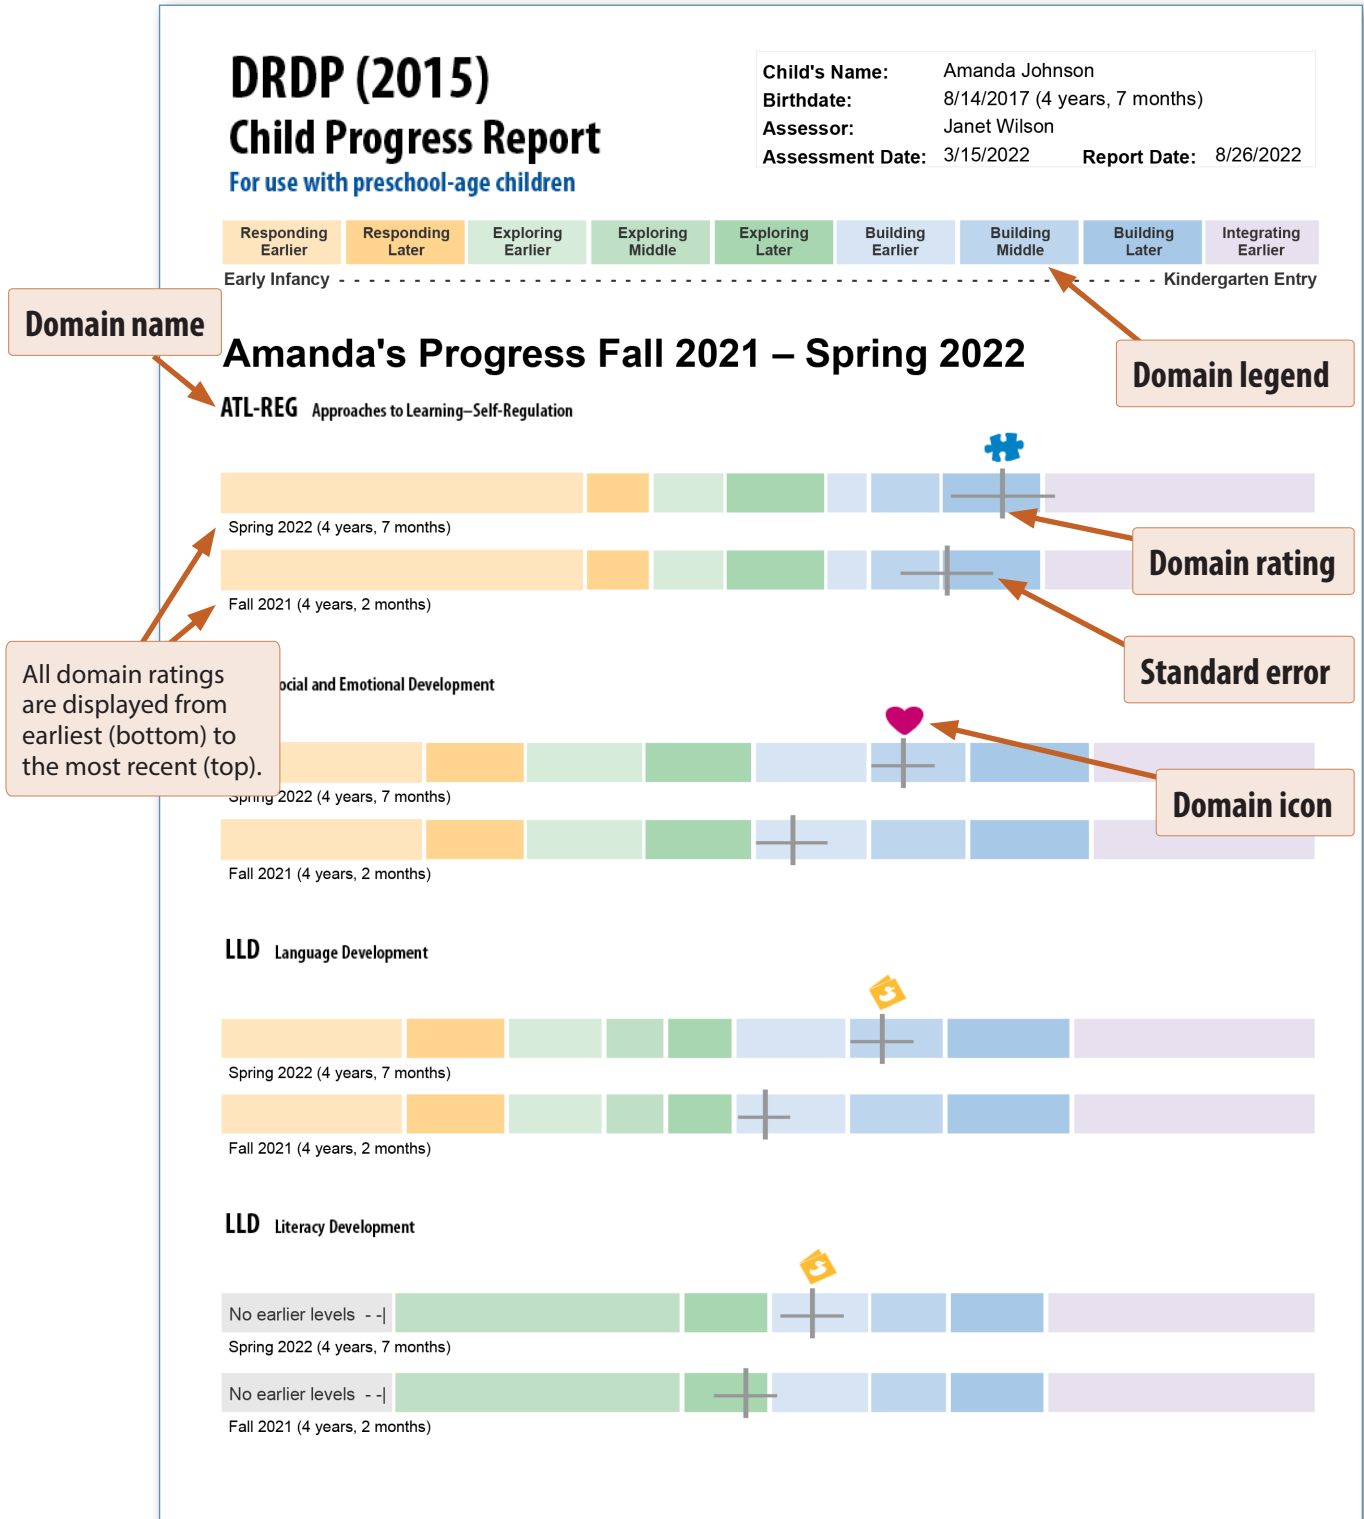 DRDP (2015)
Child Progress Report
For use with preschool-age children
Child's Name: Amanda Johnson
Birthdate: 8/14/2017 (4 years, 7 months)
Assessor: Janet Wilson
Assessment Date: 3/15/2022 Report Date: 8/26/2022
Responding Earlier
Responding Later
Exploring Earlier
Exploring Middle
Exploring Later
Building Earlier
Building Middle
Building Later
Integrating Earlier
Early Infancy - - - - - - - - - - - - - - - - - - - - - - - - - - - - - - - - - - - - - - - - - - - - - - - - - - - - - - Kindergarten Entry
Domain name
Domain legend
Amanda's Progress Fall 2021 – Spring 2022
ATL-REG Approaches to Learning–Self-Regulation
Spring 2022 (4 years, 7 months)
Domain rating
Fall 2021 (4 years, 2 months)
Standard error
All domain ratings
are displayed from
earliest (bottom) to
the most recent (top).
ocial and Emotional Development
Domain icon
Spring 2022 (4 years, 7 months)
Fall 2021 (4 years, 2 months)
LLD Language Development
Spring 2022 (4 years, 7 months)
Fall 2021 (4 years, 2 months)
LLD Literacy Development
No earlier levels - -|
Spring 2022 (4 years, 7 months)
No earlier levels - -|
Fall 2021 (4 years, 2 months)